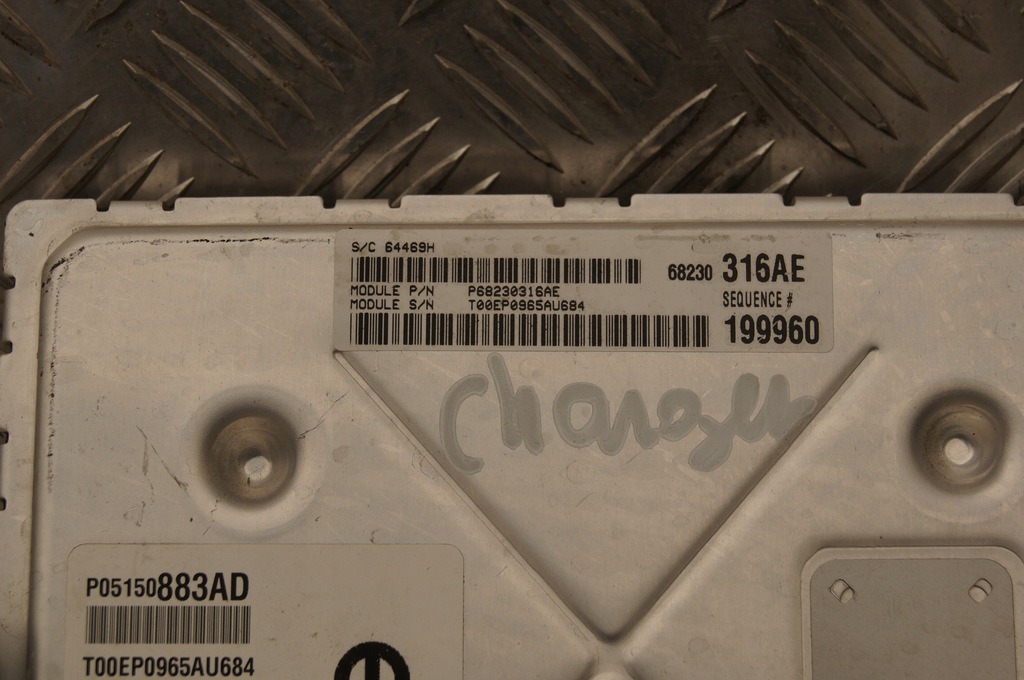 S/C 64469H
68230 316AE
MODULE P/N P68230316AE
MODULE S/N T00EP0965AU684
SEQUENCE #
199960
Charger
P05150883AD
T00EP0965AU684